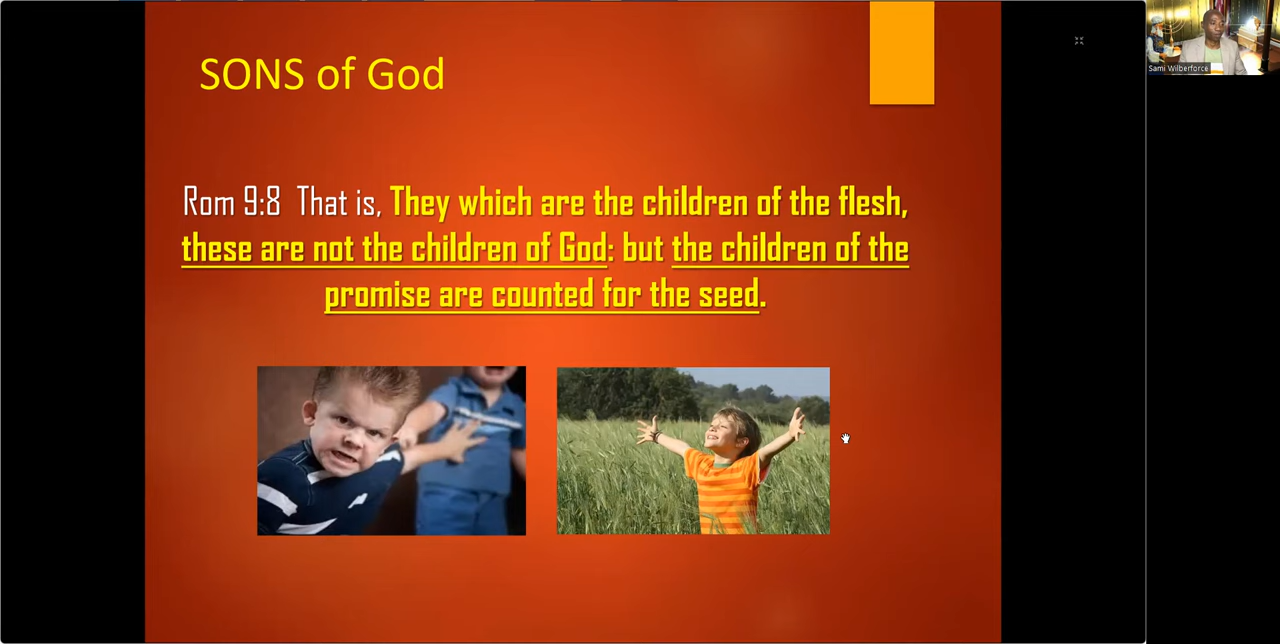 SONS of God
Rom 9:8 That is, They which are the children of the flesh,
these are not the children of God: but the children of the
promise are counted for the seed.
Sami Wilberforce